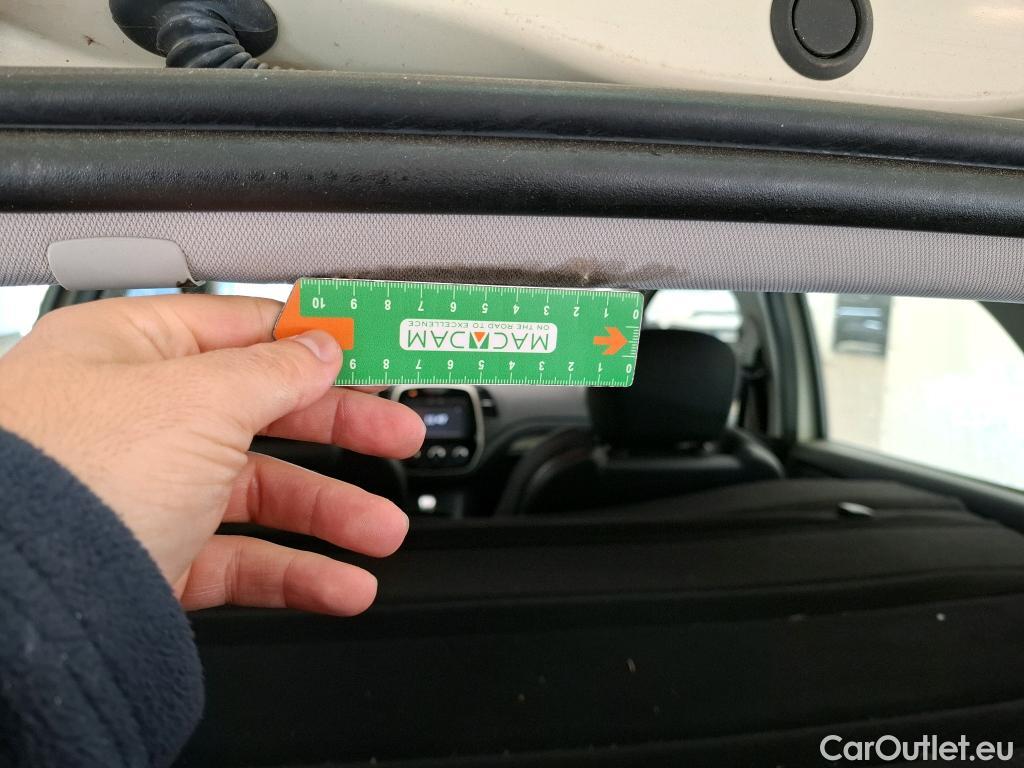 0 1 2 3 4 5 6 7 8 9
MACADAM
ON THE ROAD TO EXCELLENCE
0 1 2 3 4 5 6 7 8 9 10
CarOutlet.eu